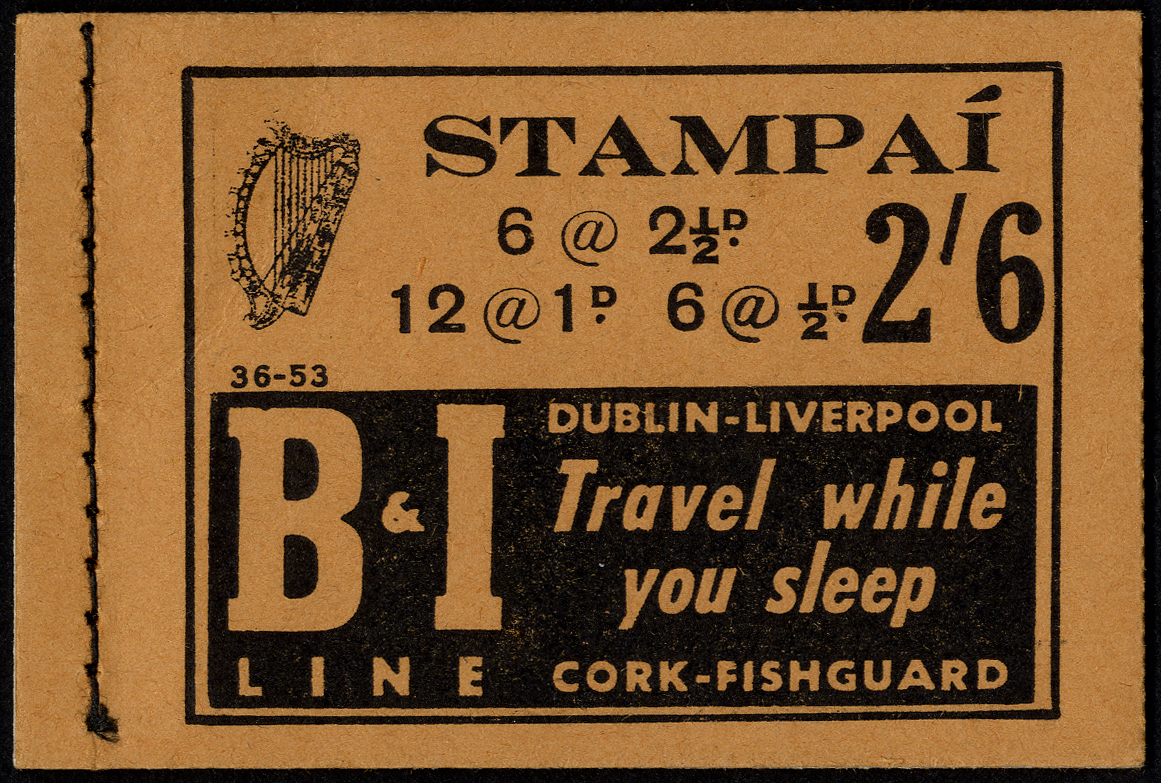 STAMPAÍ
6 @ 2½ᴰ.
12 @ 1ᴰ. 6 @ ½ᴰ.
2/6
36-53
B & I
LINE
DUBLIN-LIVERPOOL
Travel while
you sleep
CORK-FISHGUARD